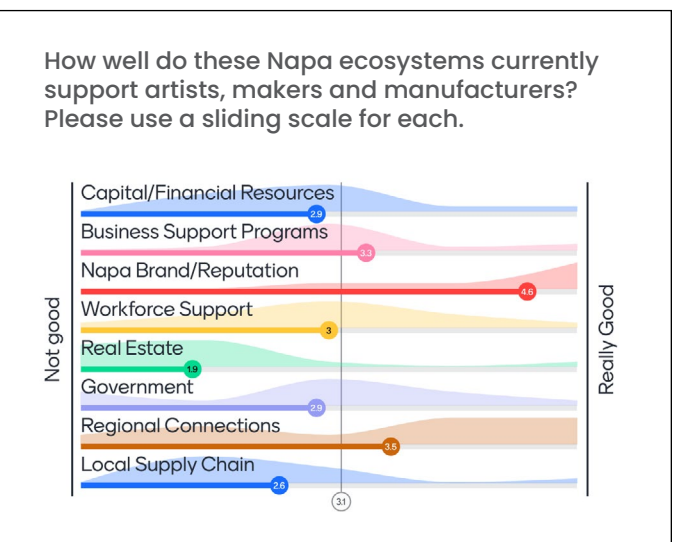 How well do these Napa ecosystems currently
support artists, makers and manufacturers?
Please use a sliding scale for each.
Not good
Capital/Financial Resources
2.9
Business Support Programs
3.3
Napa Brand/Reputation
4.6
Workforce Support
3
Real Estate
1.9
Government
2.9
Regional Connections
3.5
Local Supply Chain
2.6
3.1
Really Good